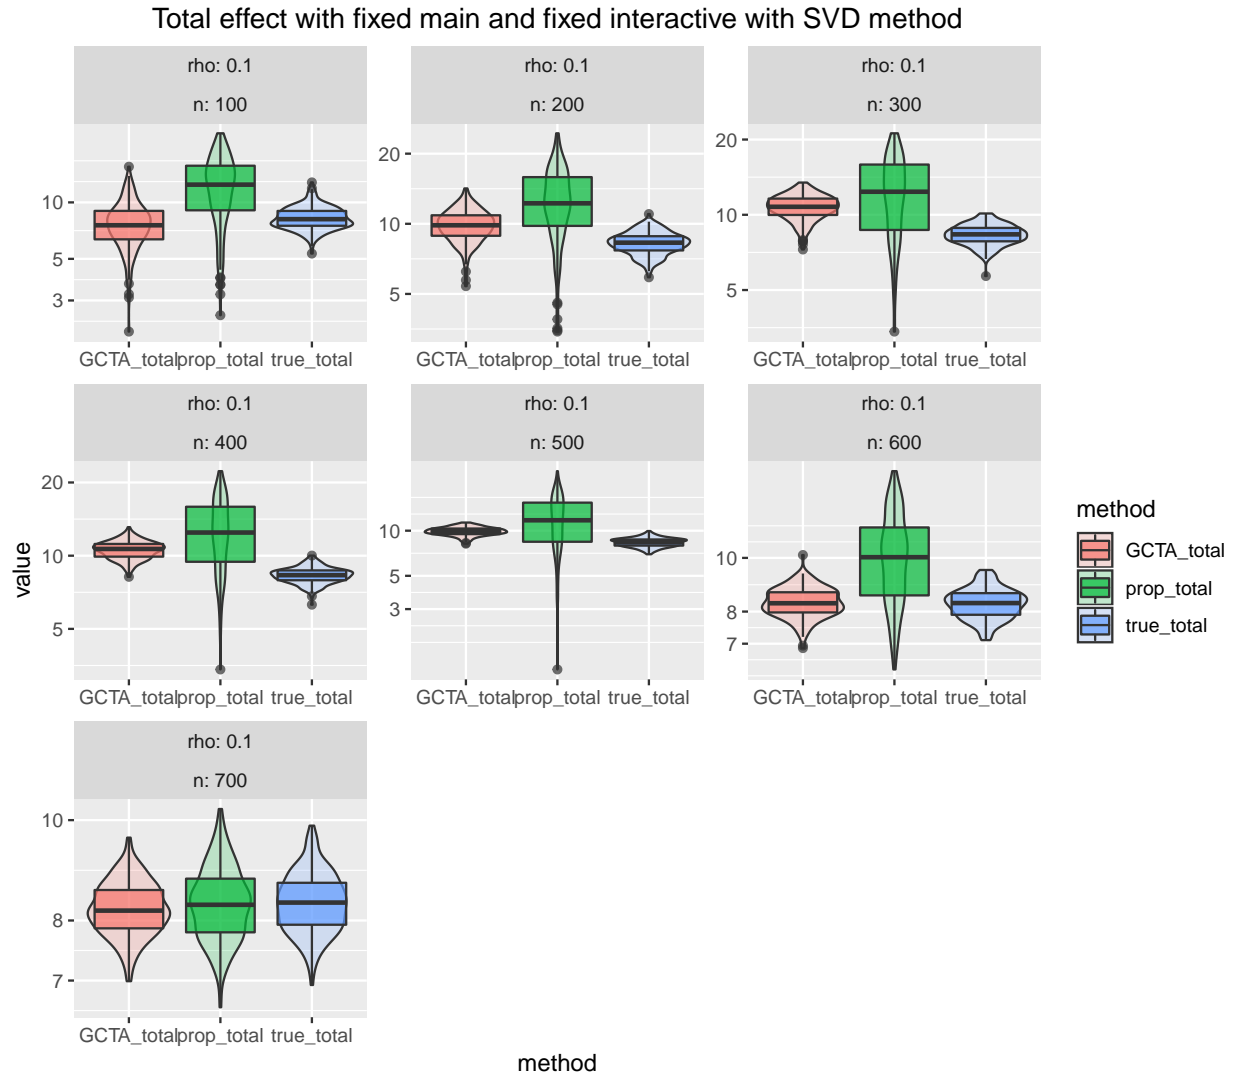 Total effect with fixed main and fixed interactive with SVD method
rho: 0.1
n: 100
10
5
3
GCTA_total prop_total true_total
rho: 0.1
n: 200
20
10
5
GCTA_total prop_total true_total
rho: 0.1
n: 300
20
10
5
GCTA_total prop_total true_total
rho: 0.1
n: 400
20
10
5
GCTA_total prop_total true_total
rho: 0.1
n: 500
10
5
3
GCTA_total prop_total true_total
rho: 0.1
n: 600
10
8
7
GCTA_total prop_total true_total
rho: 0.1
n: 700
10
8
7
GCTA_total prop_total true_total
value
method
method
GCTA_total
prop_total
true_total